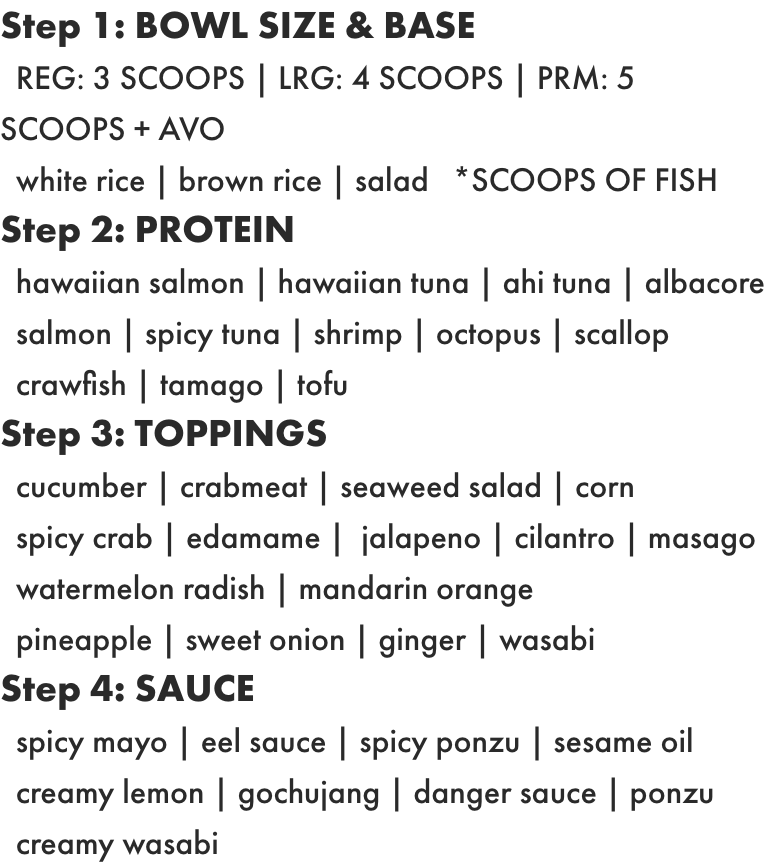 Step 1: BOWL SIZE & BASE
REG: 3 SCOOPS | LRG: 4 SCOOPS | PRM: 5
SCOOPS + AVO
white rice | brown rice | salad *SCOOPS OF FISH
Step 2: PROTEIN
hawaiian salmon | hawaiian tuna | ahi tuna | albacore
salmon | spicy tuna | shrimp | octopus | scallop
crawfish | tamago | tofu
Step 3: TOPPINGS
cucumber | crabmeat | seaweed salad | corn
spicy crab | edamame | jalapeno | cilantro | masago
watermelon radish | mandarin orange
pineapple | sweet onion | ginger | wasabi
Step 4: SAUCE
spicy mayo | eel sauce | spicy ponzu | sesame oil
creamy lemon | gochujang | danger sauce | ponzu
creamy wasabi